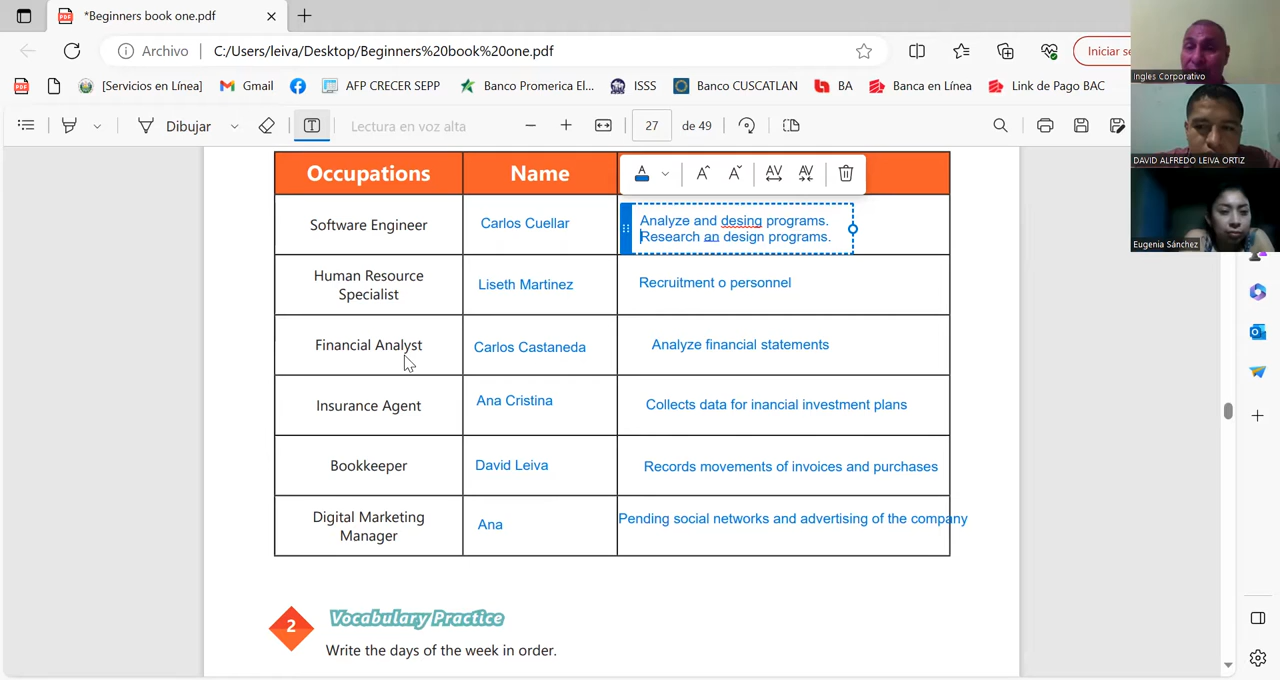 *Beginners book one.pdf
Archivo C:/Users/leiva/Desktop/Beginners%20book%20one.pdf
Iniciar se
[Servicios en Línea] Gmail AFP CRECER SEPP Banco Promerica El... ISSS Banco CUSCATLAN BA Banca en Línea Link de Pago BAC
Dibujar Lectura en voz alta 27 de 49
Ingles Corporativo
DAVID ALFREDO LEIVA ORTIZ
Eugenia Sánchez
Occupations Name
Software Engineer Carlos Cuellar Analyze and desing programs.
Research an design programs.
Human Resource
Specialist Liseth Martinez Recruitment o personnel
Financial Analyst Carlos Castaneda Analyze financial statements
Insurance Agent Ana Cristina Collects data for inancial investment plans
Bookkeeper David Leiva Records movements of invoices and purchases
Digital Marketing
Manager Ana Pending social networks and advertising of the company
2 Vocabulary Practice
Write the days of the week in order.